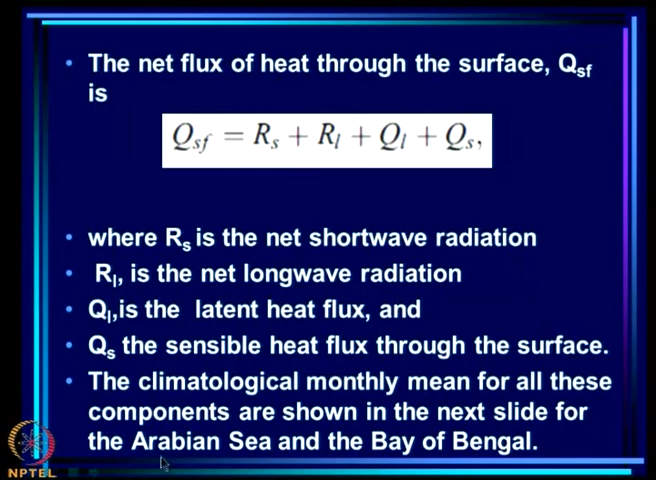 • The net flux of heat through the surface, Qsf
is
Qsf = Rs + Rl + Ql + Qs,
• where Rs is the net shortwave radiation
• Rl, is the net longwave radiation
• Ql,is the latent heat flux, and
• Qs the sensible heat flux through the surface.
• The climatological monthly mean for all these
components are shown in the next slide for
the Arabian Sea and the Bay of Bengal.
NPTEL